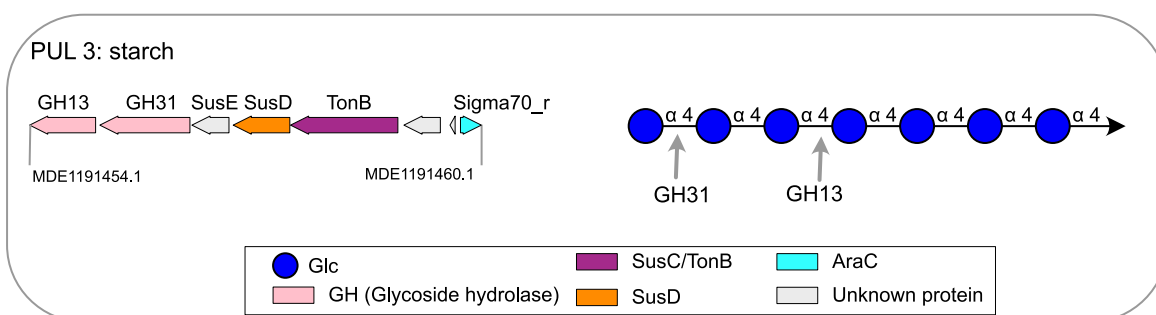 PUL 3: starch
GH13 GH31 SusE SusD TonB Sigma70_r
MDE1191454.1 MDE1191460.1
α 4 α 4 α 4 α 4 α 4 α 4 α 4
GH31 GH13
Glc SusC/TonB AraC
GH (Glycoside hydrolase) SusD Unknown protein